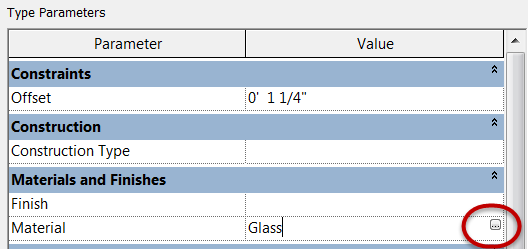 Type Parameters
Parameter Value
Constraints
Offset 0' 1 1/4"
Construction
Construction Type
Materials and Finishes
Finish
Material Glass ...